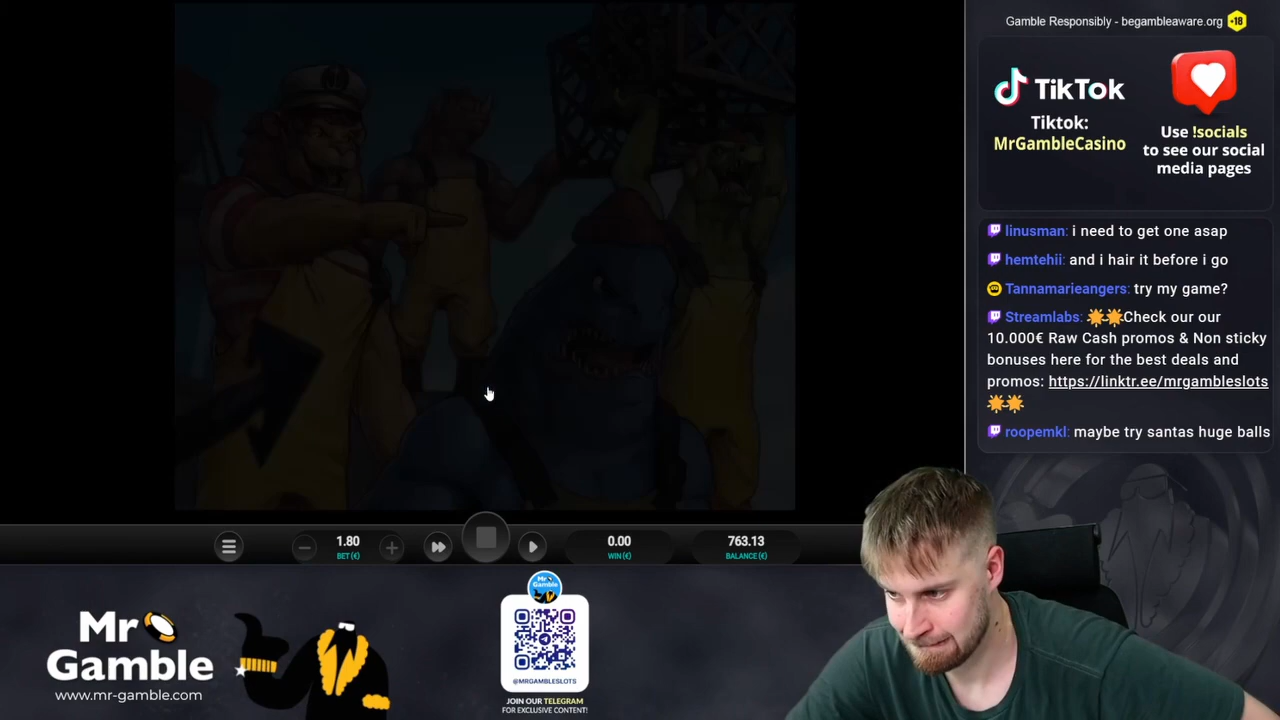 Gamble Responsibly - begambleaware.org +18
TikTok
Tiktok:
MrGambleCasino
Use !socials
to see our social
media pages
linusman: i need to get one asap
hemtehii: and i hair it before i go
Tannamarieangers: try my game?
Streamlabs: 🌟🌟Check our our
10.000€ Raw Cash promos & Non sticky
bonuses here for the best deals and
promos: https://linktr.ee/mrgambleslots
🌟🌟
roopemkl: maybe try santas huge balls
1.80
BET (€)
0.00
WIN (€)
763.13
BALANCE (€)
Mr
Gamble
www.mr-gamble.com
Mr
Gamble
@MRGAMBLESLOTS
JOIN OUR TELEGRAM
FOR EXCLUSIVE CONTENT!